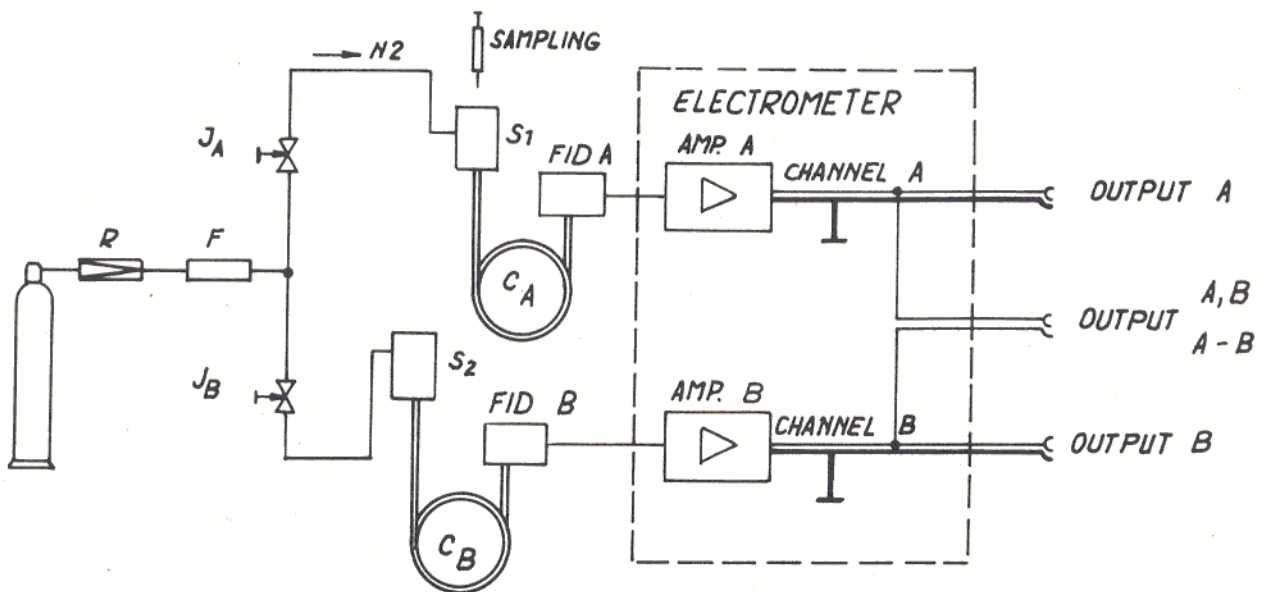 N2
SAMPLING
ELECTROMETER
JA
S1
FID A
AMP. A
CHANNEL A
OUTPUT A
R
F
CA
OUTPUT A, B
A - B
JB
S2
FID B
AMP. B
CHANNEL B
OUTPUT B
CB